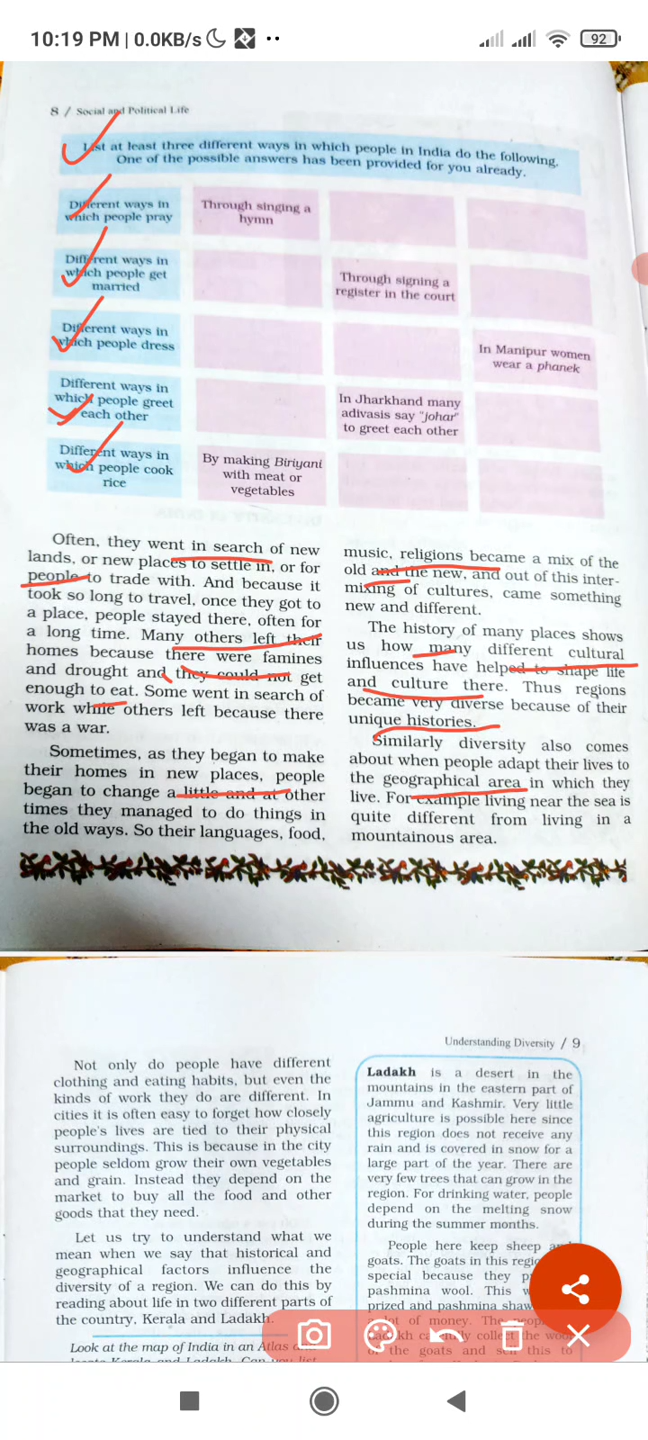 10:19 PM | 0.0KB/s
92
8 / Social and Political Life
List at least three different ways in which people in India do the following.
One of the possible answers has been provided for you already.
Different ways in
which people pray
Through singing a
hymn
Different ways in
which people get
married
Through signing a
register in the court
Different ways in
which people dress
In Manipur women
wear a phanek
Different ways in
which people greet
each other
In Jharkhand many
adivasis say "johar"
to greet each other
Different ways in
which people cook
rice
By making Biriyani
with meat or
vegetables
Often, they went in search of new
lands, or new places to settle in, or for
people to trade with. And because it
took so long to travel, once they got to
a place, people stayed there, often for
a long time. Many others left their
homes because there were famines
and drought and they could not get
enough to eat. Some went in search of
work while others left because there
was a war.
Sometimes, as they began to make
their homes in new places, people
began to change a little and at other
times they managed to do things in
the old ways. So their languages, food,
music, religions became a mix of the
old and the new, and out of this inter-
mixing of cultures, came something
new and different.
The history of many places shows
us how many different cultural
influences have helped to shape life
and culture there. Thus regions
became very diverse because of their
unique histories.
Similarly diversity also comes
about when people adapt their lives to
the geographical area in which they
live. For example living near the sea is
quite different from living in a
mountainous area.
Understanding Diversity / 9
Not only do people have different
clothing and eating habits, but even the
kinds of work they do are different. In
cities it is often easy to forget how closely
people's lives are tied to their physical
surroundings. This is because in the city
people seldom grow their own vegetables
and grain. Instead they depend on the
market to buy all the food and other
goods that they need.
Let us try to understand what we
mean when we say that historical and
geographical factors influence the
diversity of a region. We can do this by
reading about life in two different parts of
the country, Kerala and Ladakh.
Look at the map of India in an Atlas
Ladakh is a desert in the
mountains in the eastern part of
Jammu and Kashmir. Very little
agriculture is possible here since
this region does not receive any
rain and is covered in snow for a
large part of the year. There are
very few trees that can grow in the
region. For drinking water, people
depend on the melting snow
during the summer months.
People here keep sheep
goats. The goats in this
special because they
pashmina wool. This
prized and pashmina
lot of money. The
collect the
of the goats and sell this to